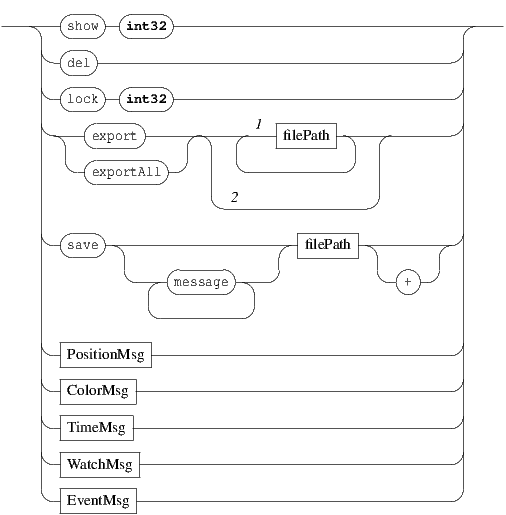 show int32
del
lock int32
export 1 filePath
exportAll
2
save filePath
message +
PositionMsg
ColorMsg
TimeMsg
WatchMsg
EventMsg